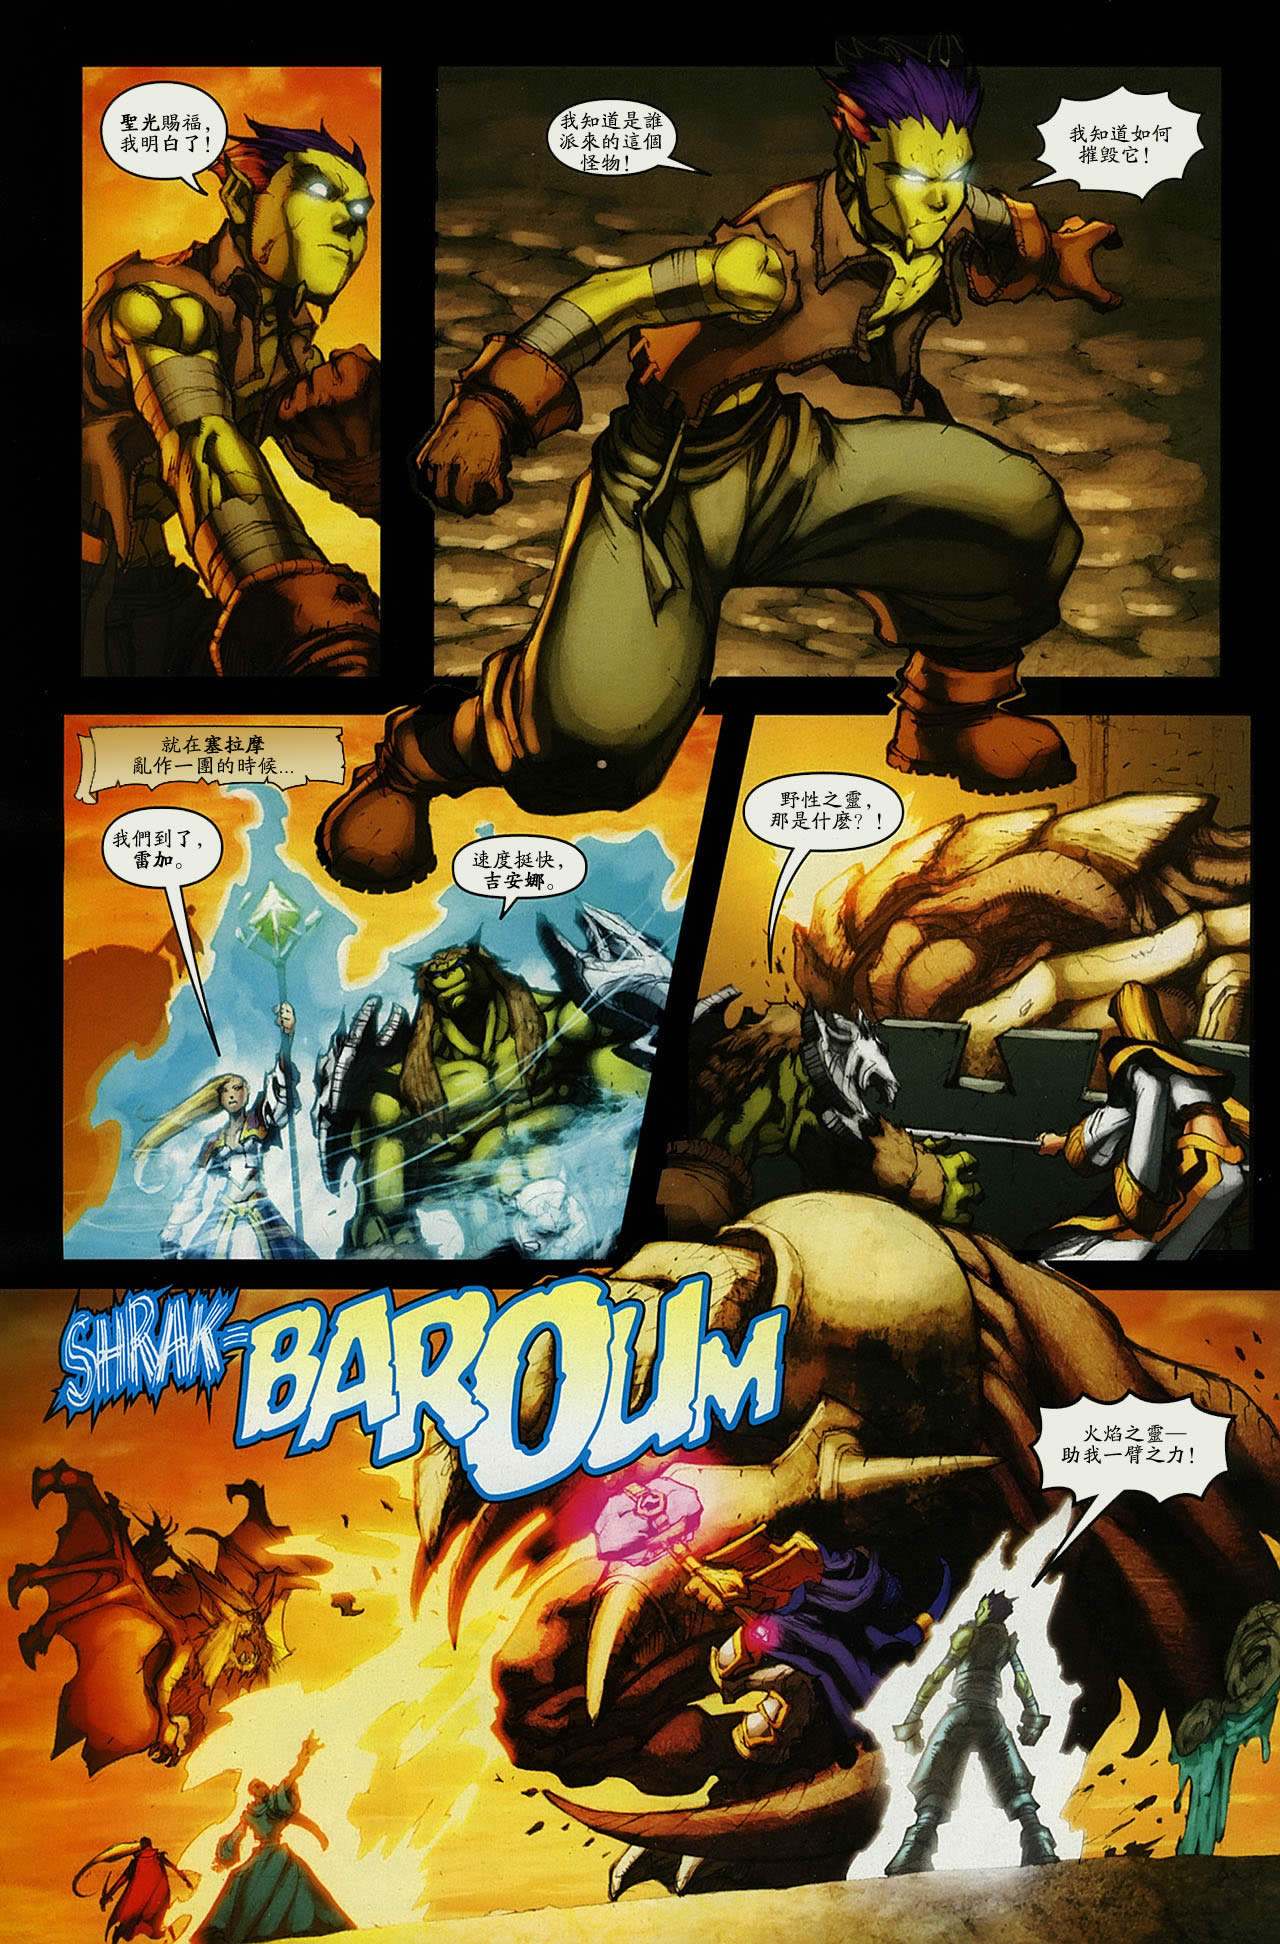 聖光賜福，
我明白了！
我知道是誰
派來的這個
怪物！
我知道如何
摧毀它！
就在塞拉摩
亂作一團的時候...
我們到了，
雷加。
速度挺快，
吉安娜。
野性之靈，
那是什麼？！
SHRAK-
BAROUM
火焰之靈—
助我一臂之力！